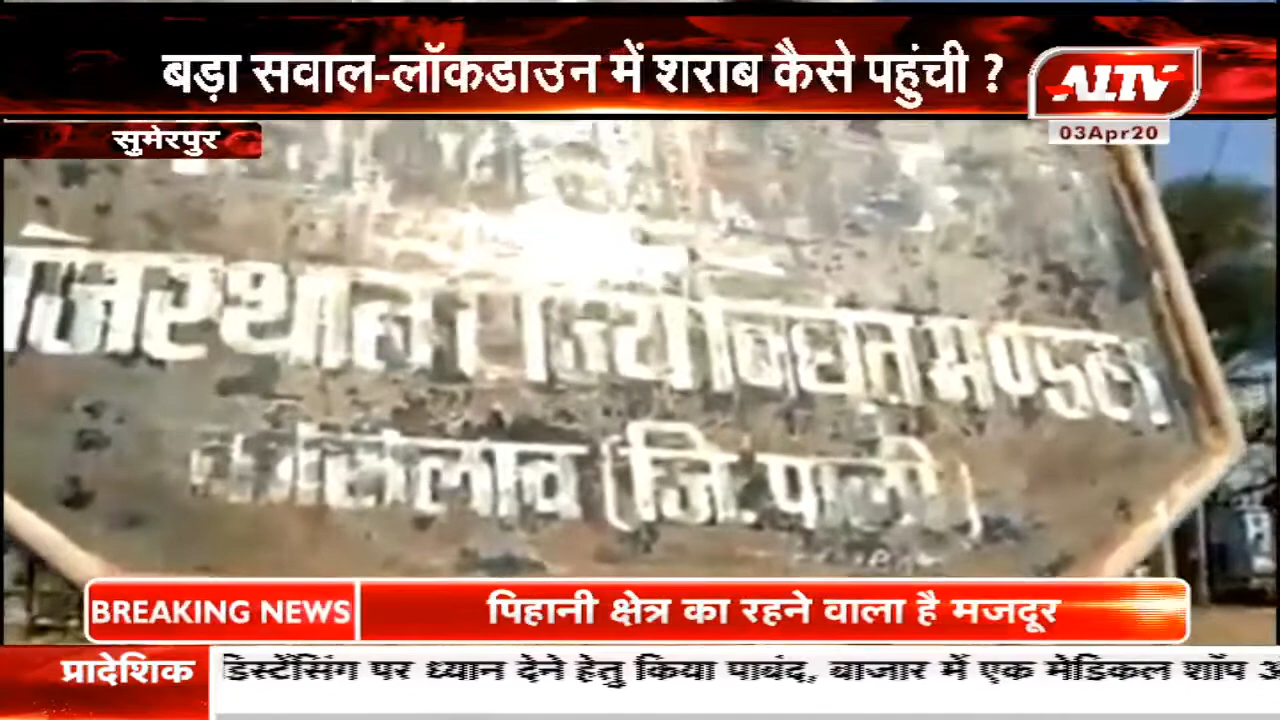 बड़ा सवाल-लॉकडाउन में शराब कैसे पहुंची ?
ALTV
03Apr20
सुमेरपुर
राजस्थान राज्य विधुत मण्डल
(जि. पाली)
BREAKING NEWS
पिहानी क्षेत्र का रहने वाला है मजदूर
प्रादेशिक
डिस्टेंसिंग पर ध्यान देने हेतु किया पाबंद, बाजार में एक मेडिकल शॉप